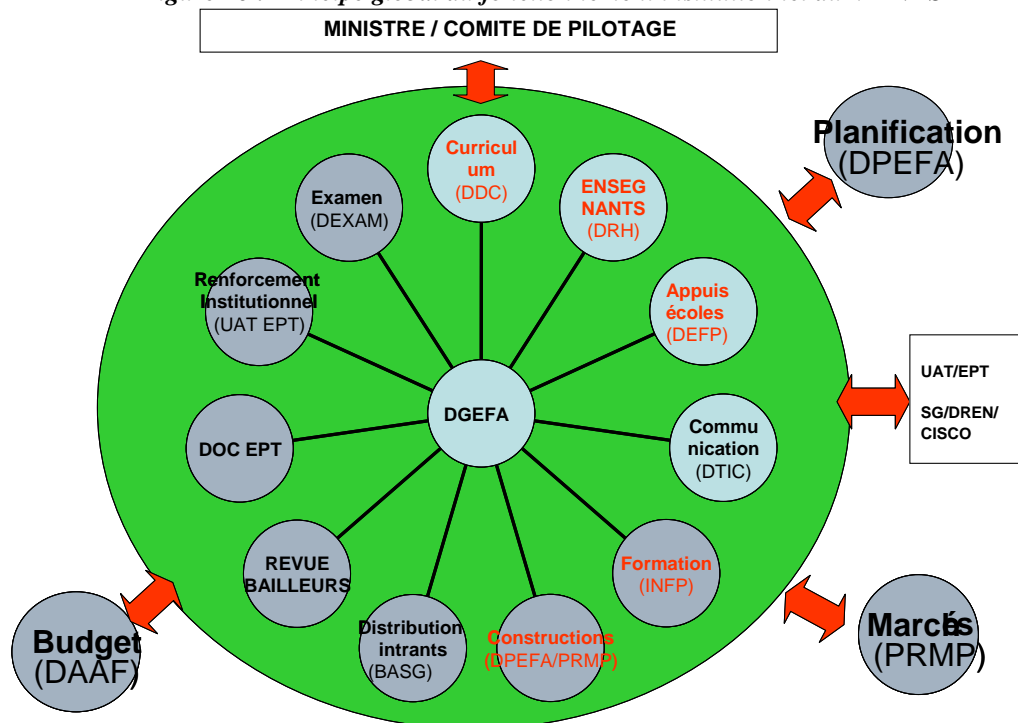 MINISTRE / COMITE DE PILOTAGE
Planification
(DPEFA)
Curricul
um
(DDC)
Examen
(DEXAM)
ENSEG
NANTS
(DRH)
Renforcement
Institutionnel
(UAT EPT)
Appuis
écoles
(DEFP)
UAT/EPT
SG/DREN/
CISCO
DGEFA
DOC EPT
Commu
nication
(DTIC)
REVUE
BAILLEURS
Formation
(INFP)
Distribution
intrants
(BASG)
Constructions
(DPEFA/PRMP)
Budget
(DAAF)
Marchés
(PRMP)